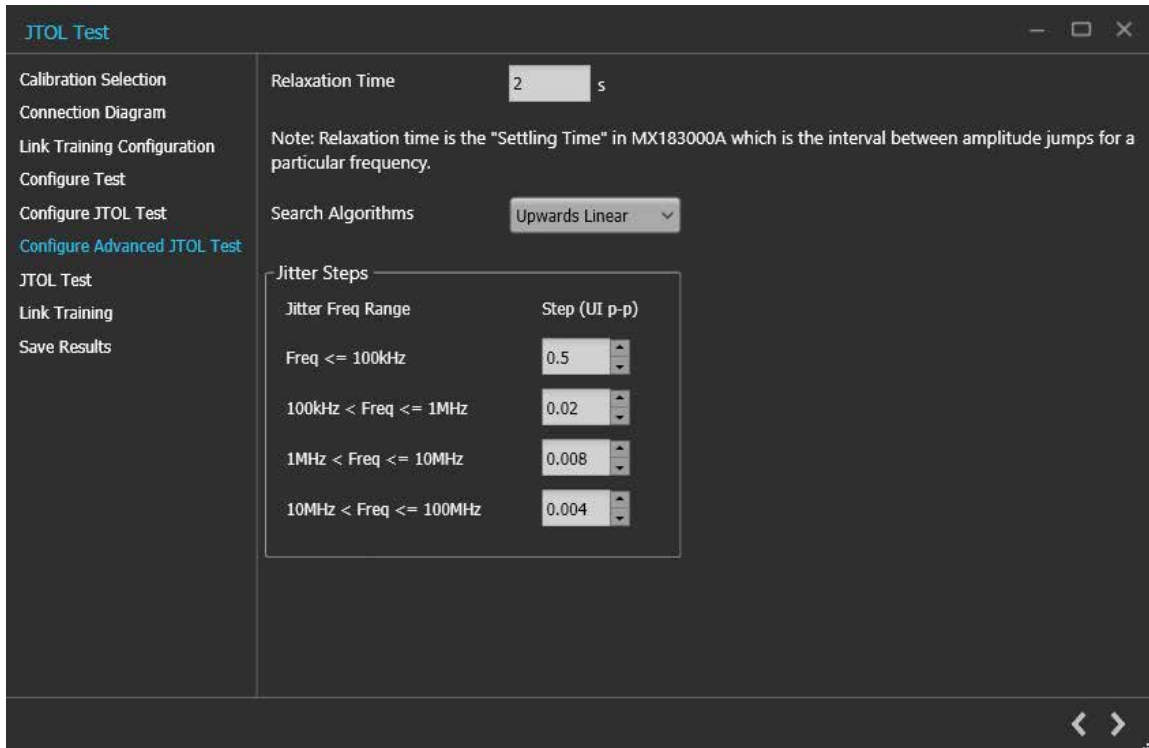 JTOL Test
Calibration Selection
Connection Diagram
Link Training Configuration
Configure Test
Configure JTOL Test
Configure Advanced JTOL Test
JTOL Test
Link Training
Save Results
Relaxation Time 2 s
Note: Relaxation time is the "Settling Time" in MX183000A which is the interval between amplitude jumps for a
particular frequency.
Search Algorithms Upwards Linear
Jitter Steps
Jitter Freq Range Step (UI p-p)
Freq <= 100kHz 0.5
100kHz < Freq <= 1MHz 0.02
1MHz < Freq <= 10MHz 0.008
10MHz < Freq <= 100MHz 0.004